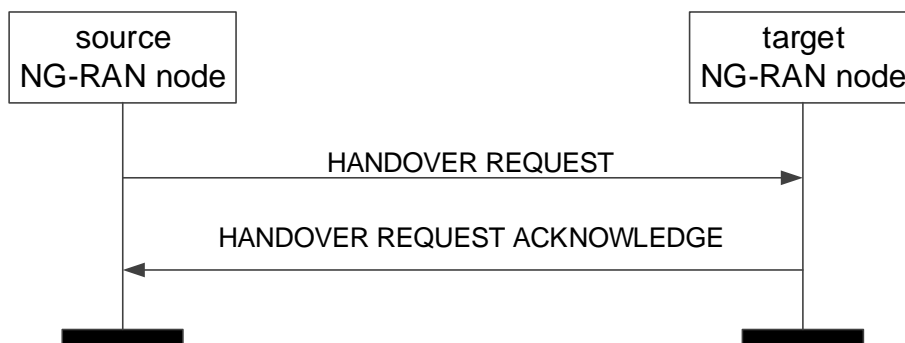 source
NG-RAN node
target
NG-RAN node
HANDOVER REQUEST
HANDOVER REQUEST ACKNOWLEDGE